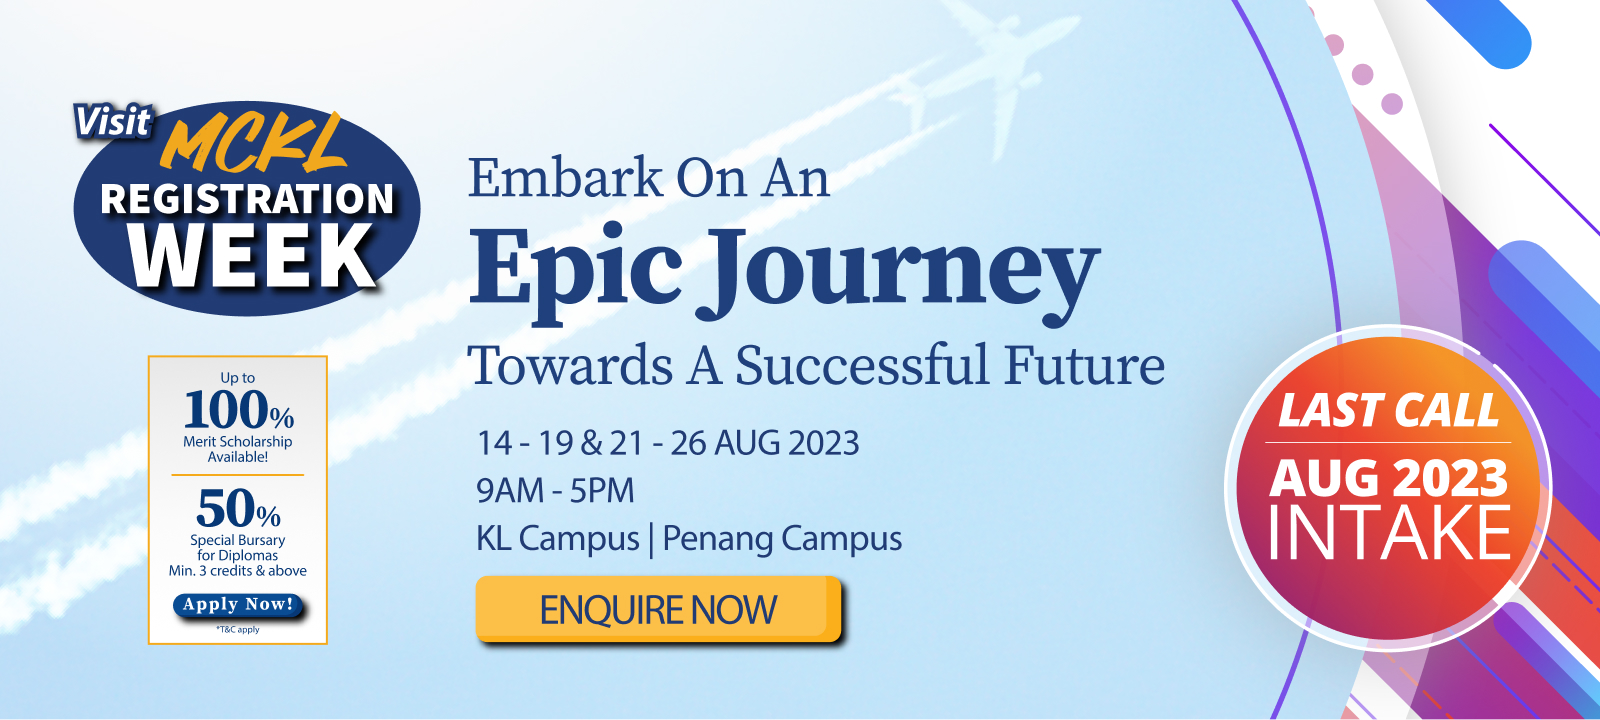 Visit
MCKL
REGISTRATION
WEEK
Up to
100%
Merit Scholarship
Available!
50%
Special Bursary
for Diplomas
Min. 3 credits & above
Apply Now!
*T&C apply
Embark On An
Epic Journey
Towards A Successful Future
14 - 19 & 21 - 26 AUG 2023
9AM - 5PM
KL Campus | Penang Campus
ENQUIRE NOW
LAST CALL
AUG 2023
INTAKE